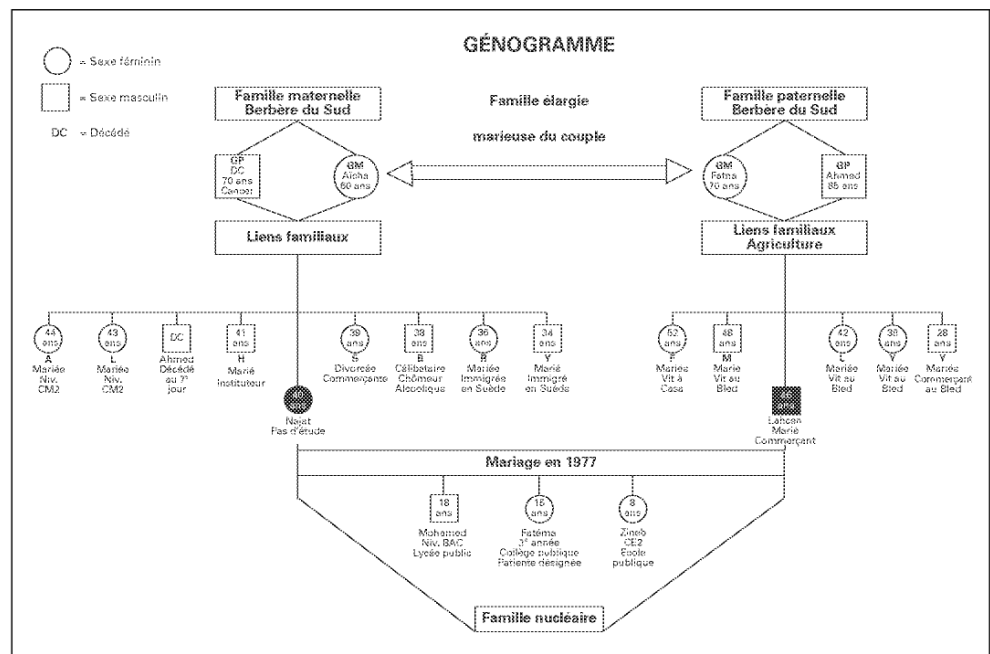 GÉNOGRAMME
= Sexe féminin
= Sexe masculin
DC = Décédé
Famille maternelle
Berbère du Sud
Famille élargie
marieuse du couple
Famille paternelle
Berbère du Sud
GP
DC
70 ans
Cancer
GM
Aïcha
60 ans
GM
Fatna
70 ans
GP
Ahmed
85 ans
Liens familiaux
Liens familiaux
Agriculture
44
ans
A
Mariée
Niv.
CM2
43
ans
L
Mariée
Niv.
CM2
DC
Ahmed
Décédé
au 7e
jour
41
ans
H
Marié
Instituteur
39
ans
S
Divorcée
Commerçante
38
ans
B
Célibataire
Chômeur
Alcoolique
36
ans
R
Mariée
Immigrée
en Suède
34
ans
Y
Marié
Immigré
en Suède
52
ans
F
Mariée
Vit à
Casa
48
ans
M
Marié
Vit au
Bled
42
ans
L
Mariée
Vit au
Bled
ans
Y
Mariée
Vit au
Bled
28
ans
Y
Commerçant
au Bled
ans
Najat
Pas d'étude
ans
Lahcen
Marié
Commerçant
Mariage en 1977
18
ans
Mohamed
Niv. BAC
Lycée public
ans
Fatéma
3e année
Collège publique
Patiente désignée
8
ans
Zineb
CE2
Ecole
publique
Famille nucléaire